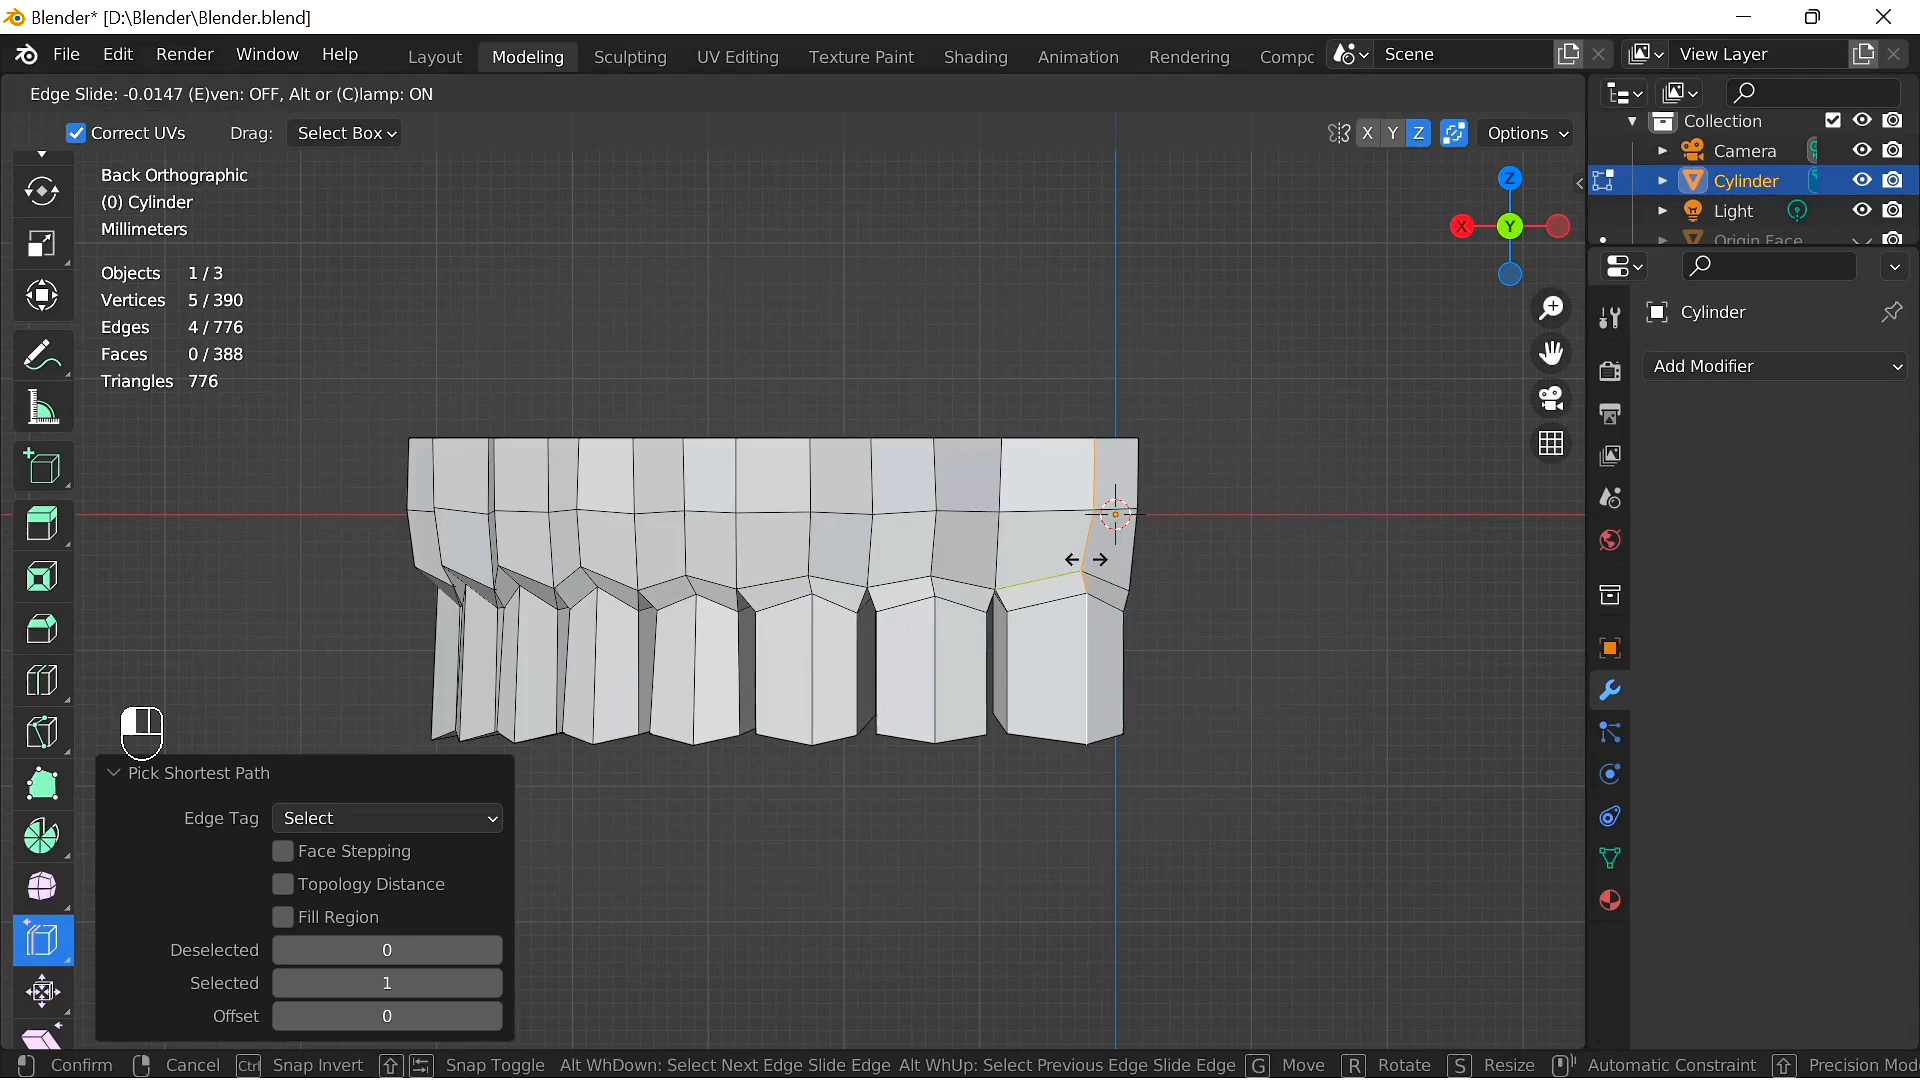 Blender* [D:\Blender\Blender.blend]
File Edit Render Window Help Layout Modeling Sculpting UV Editing Texture Paint Shading Animation Rendering Compc Scene View Layer
Edge Slide: -0.0147 (E)ven: OFF, Alt or (C)lamp: ON
Correct UVs Drag: Select Box X Y Z Options
Back Orthographic
(0) Cylinder
Millimeters
Objects 1 / 3
Vertices 5 / 390
Edges 4 / 776
Faces 0 / 388
Triangles 776
Z
X Y
Collection
Camera
Cylinder
Light
Origin Face
Cylinder
Add Modifier
Pick Shortest Path
Edge Tag Select
Face Stepping
Topology Distance
Fill Region
Deselected 0
Selected 1
Offset 0
Confirm Cancel Ctrl Snap Invert Snap Toggle Alt WhDown: Select Next Edge Slide Edge Alt WhUp: Select Previous Edge Slide Edge G Move R Rotate S Resize Automatic Constraint Precision Mod